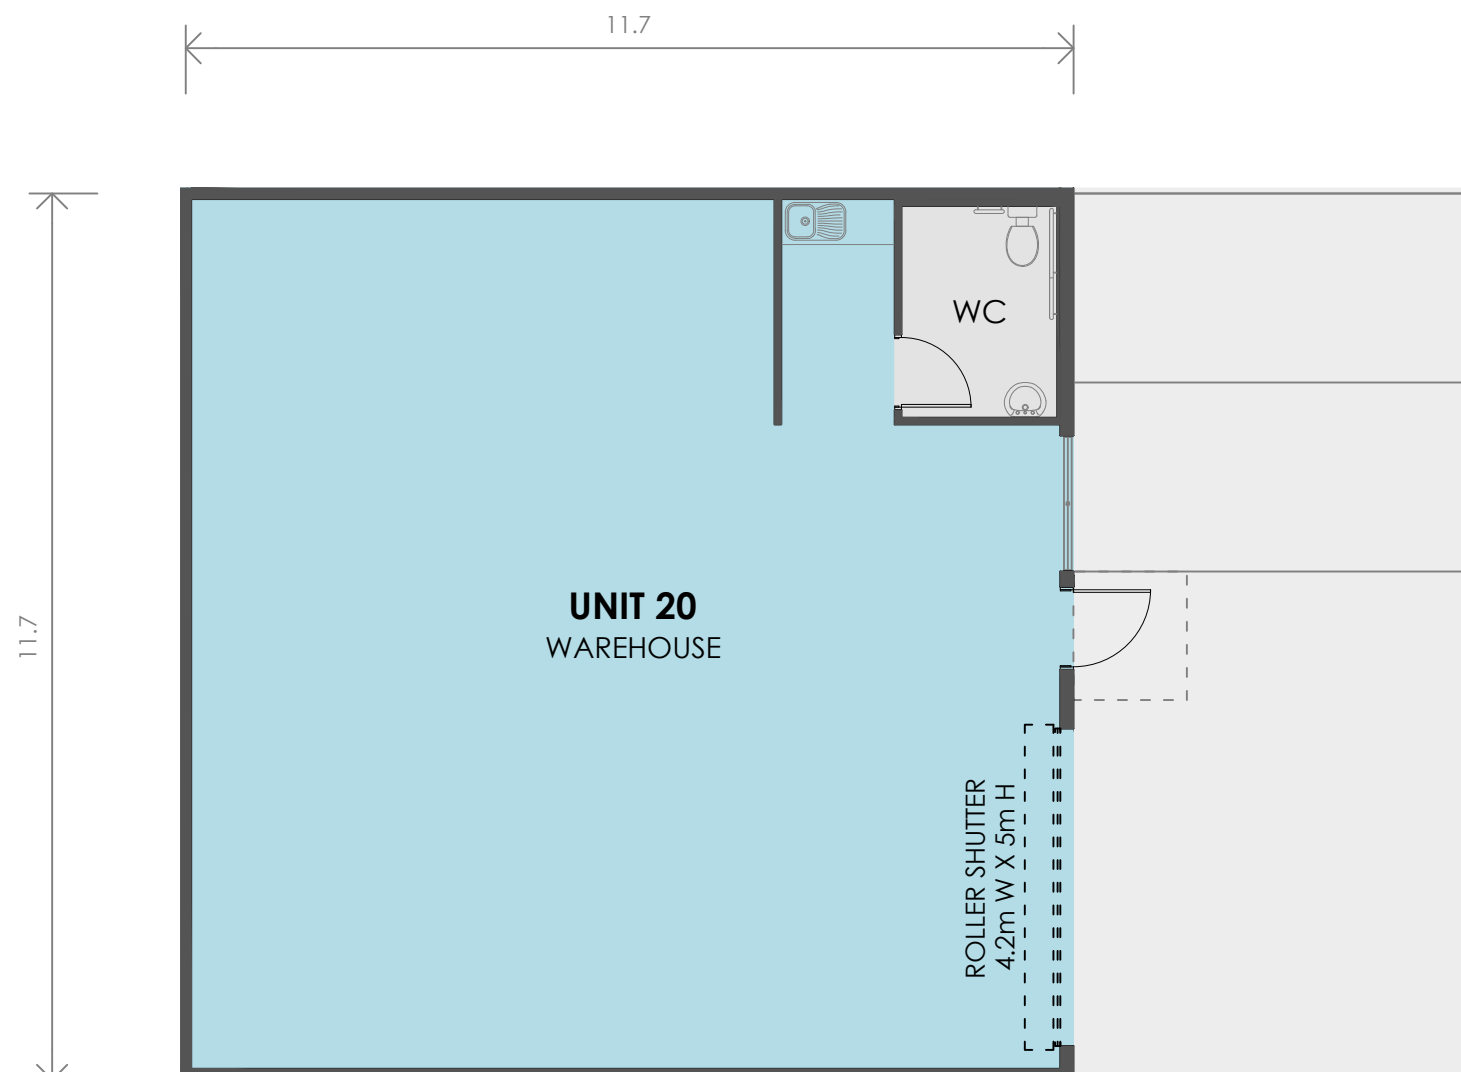 11.7
WC
11.7
UNIT 20
WAREHOUSE
ROLLER SHUTTER
4.2m W X 5m H